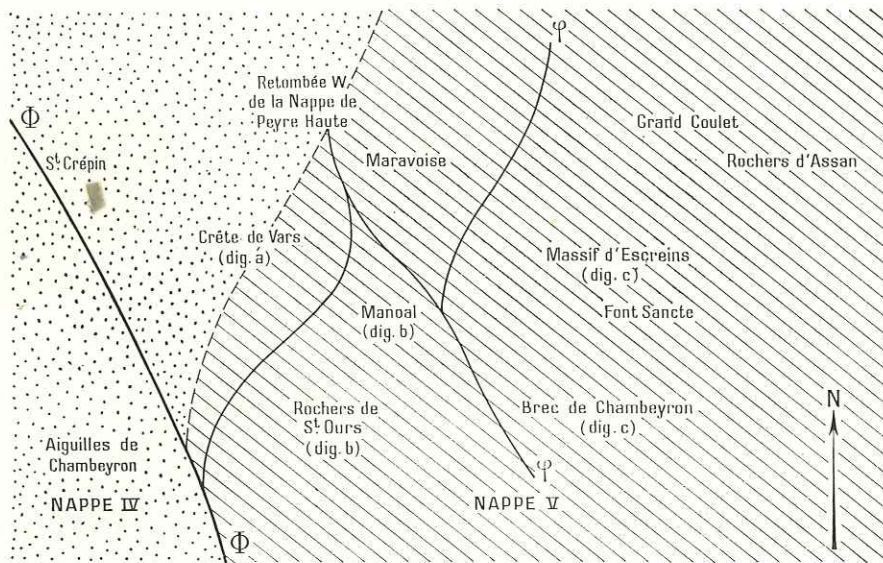 φ
Retombée W
de la Nappe de
Peyre Haute
Φ
Grand Coulet
St. Crépin
Maravoise
Rochers d'Assan
Crête de Vars
(dig. a)
Massif d'Escreins
(dig. c)
Manoal
(dig. b)
Font Sancte
N
Rochers de
St. Ours
(dig. b)
Brec de Chambeyron
(dig. c)
Aiguilles de
Chambeyron
φ
NAPPE IV
NAPPE V
Φ